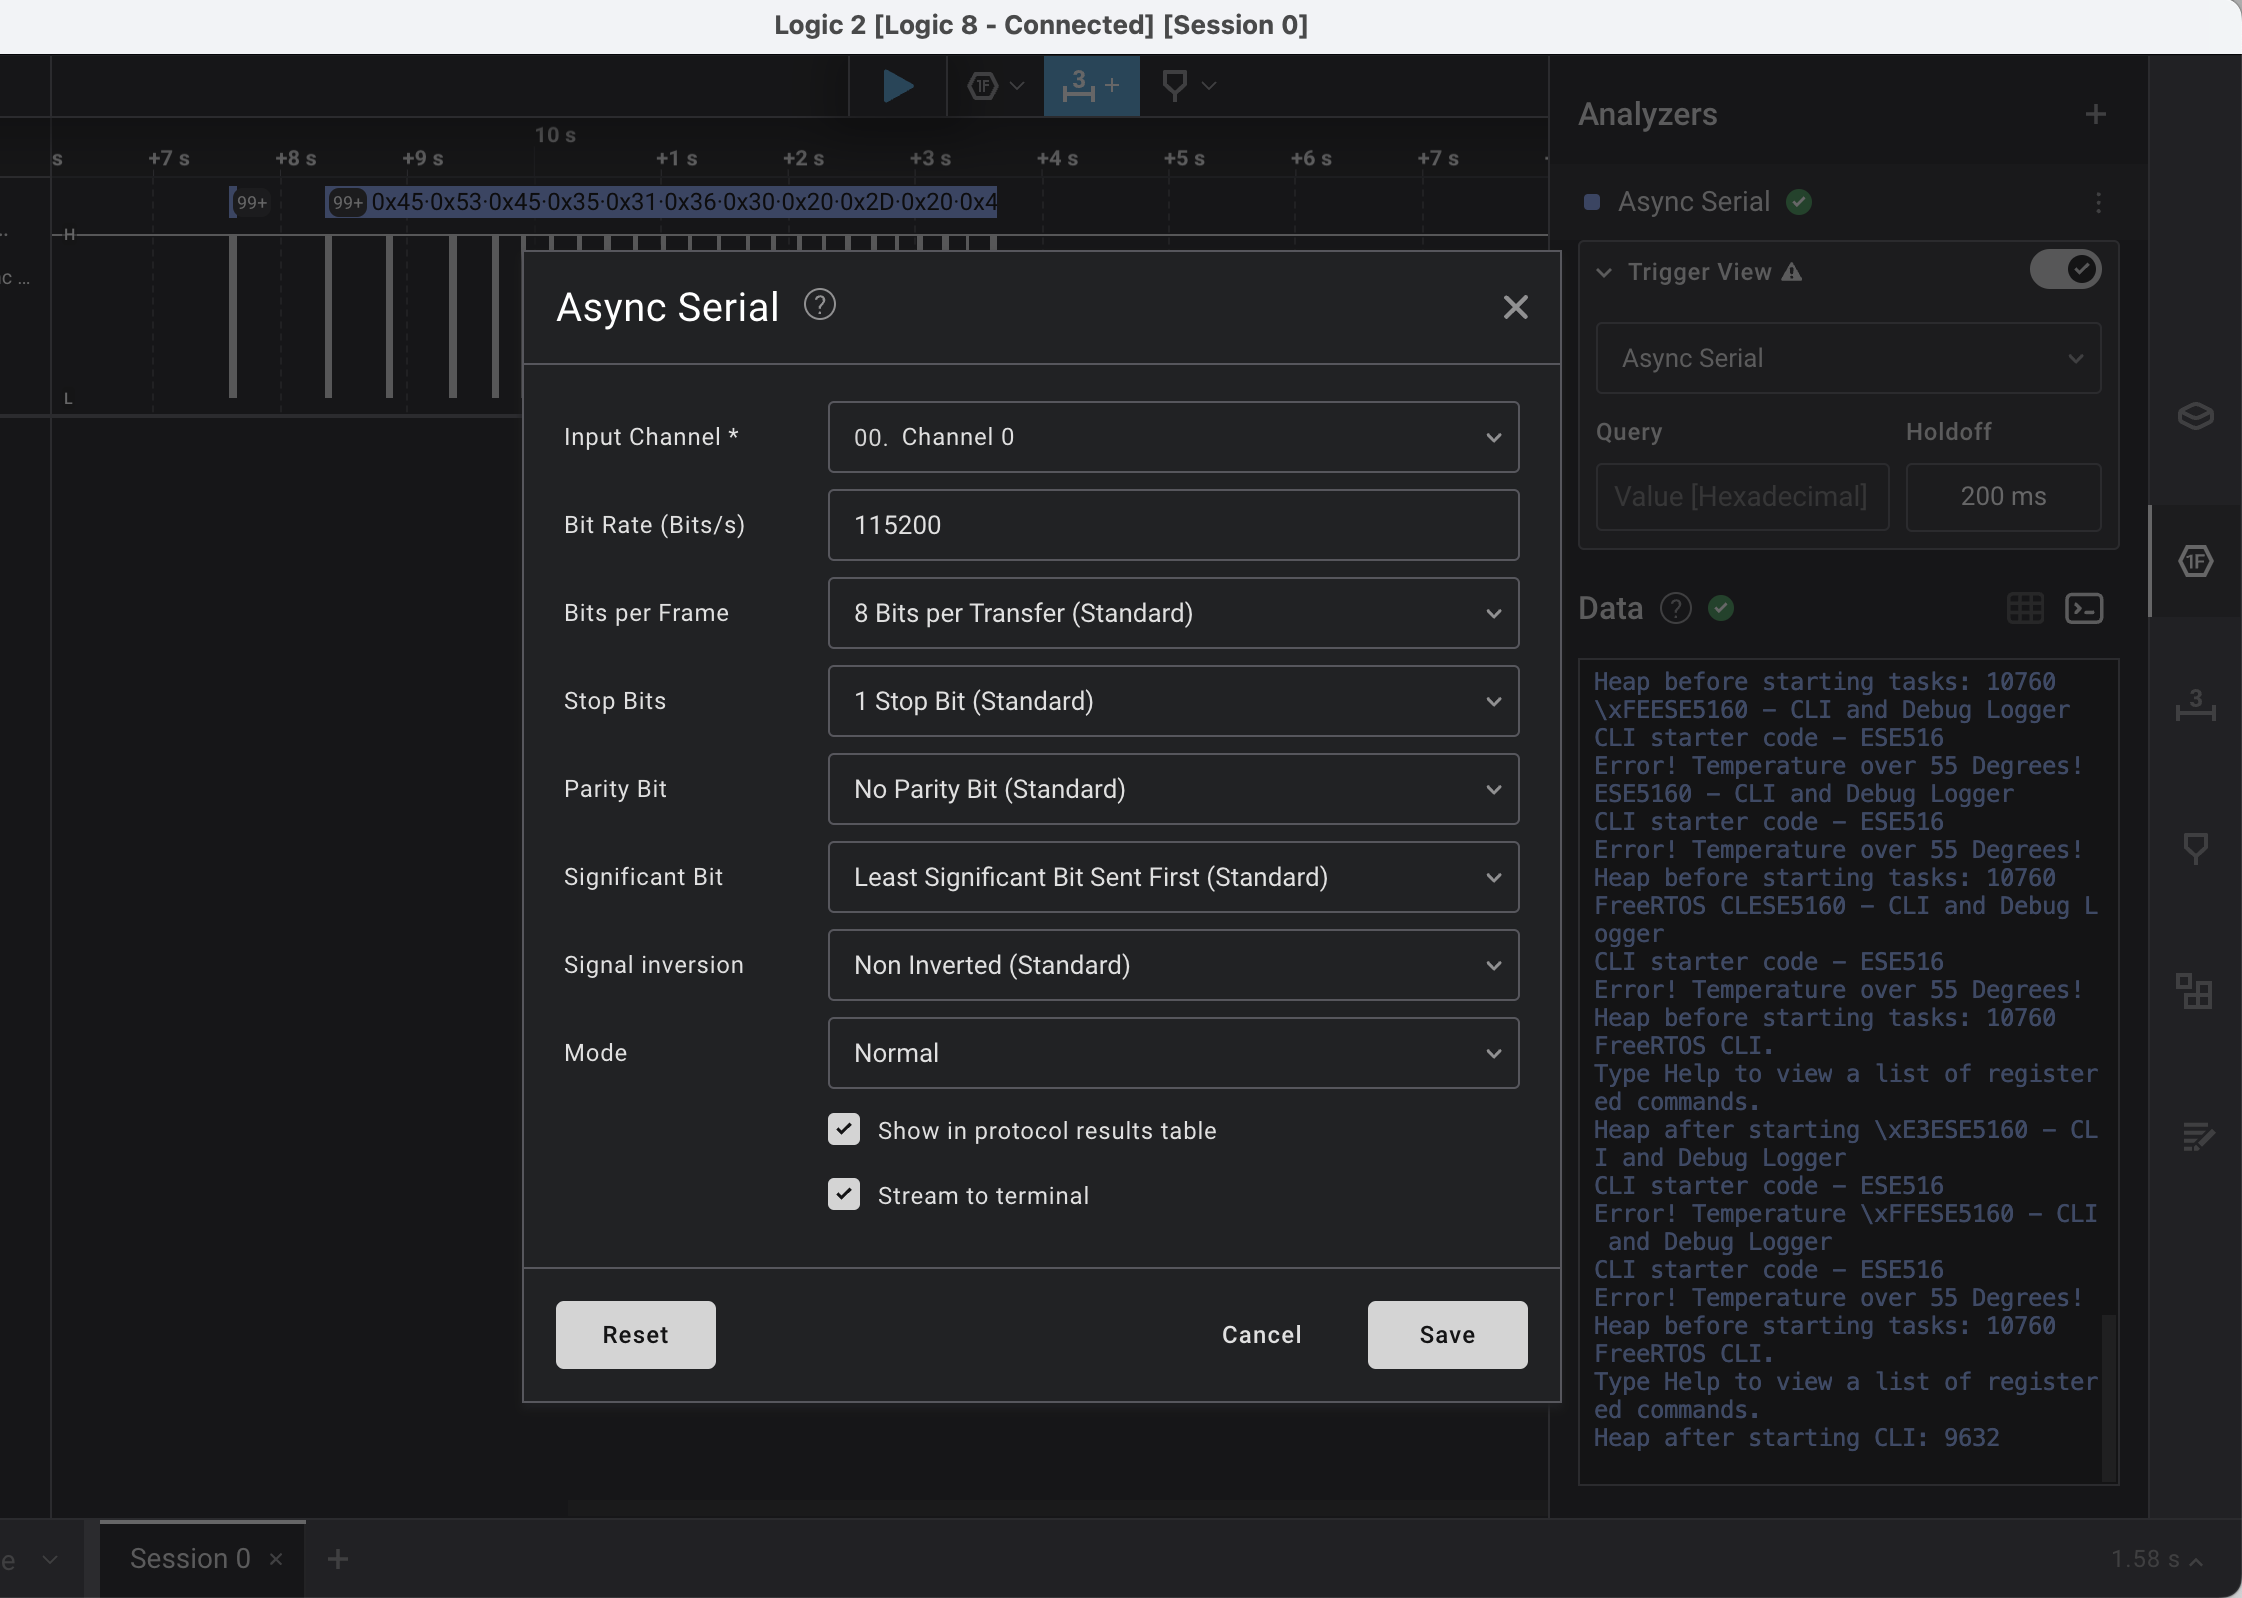 Logic 2 [Logic 8 - Connected] [Session 0]
1F
3 +
10 s
s +7 s +8 s +9 s +1 s +2 s +3 s +4 s +5 s +6 s +7 s
99+
99+ 0x45·0x53·0x45·0x35·0x31·0x36·0x30·0x20·0x2D·0x20·0x4
H
L
nc ...
Async Serial ?
Input Channel * 00. Channel 0
Bit Rate (Bits/s) 115200
Bits per Frame 8 Bits per Transfer (Standard)
Stop Bits 1 Stop Bit (Standard)
Parity Bit No Parity Bit (Standard)
Significant Bit Least Significant Bit Sent First (Standard)
Signal inversion Non Inverted (Standard)
Mode Normal
Show in protocol results table
Stream to terminal
Reset Cancel Save
Analyzers +
Async Serial
Trigger View
Async Serial
Query Holdoff
Value [Hexadecimal] 200 ms
Data ?
Heap before starting tasks: 10760
\xFEESE5160 - CLI and Debug Logger
CLI starter code - ESE516
Error! Temperature over 55 Degrees!
ESE5160 - CLI and Debug Logger
CLI starter code - ESE516
Error! Temperature over 55 Degrees!
Heap before starting tasks: 10760
FreeRTOS CLESE5160 - CLI and Debug L
ogger
CLI starter code - ESE516
Error! Temperature over 55 Degrees!
Heap before starting tasks: 10760
FreeRTOS CLI.
Type Help to view a list of register
ed commands.
Heap after starting \xE3ESE5160 - CL
I and Debug Logger
CLI starter code - ESE516
Error! Temperature \xFFESE5160 - CLI
and Debug Logger
CLI starter code - ESE516
Error! Temperature over 55 Degrees!
Heap before starting tasks: 10760
FreeRTOS CLI.
Type Help to view a list of register
ed commands.
Heap after starting CLI: 9632
1F
3
e Session 0 × +
1.58 s